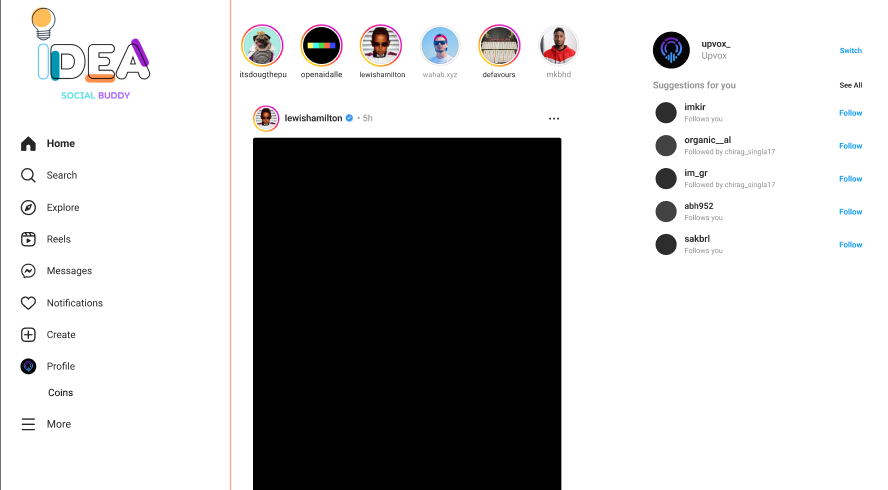 IDEA
SOCIAL BUDDY
Home
Search
Explore
Reels
Messages
Notifications
Create
Profile
Coins
More
itsdougthepu
openaidalle
lewishamilton
wahab.xyz
defavours
mkbhd
lewishamilton • 5h
upvox_
Upvox
Switch
Suggestions for you
See All
imkir
Follows you
Follow
organic__al
Followed by chirag_singla17
Follow
im_gr
Followed by chirag_singla17
Follow
abh952
Follows you
Follow
sakbrl
Follows you
Follow